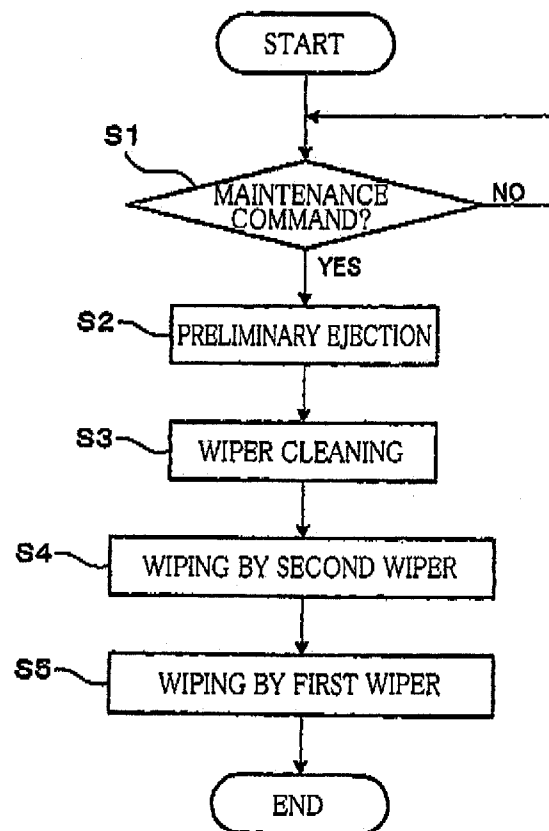 START
S1
MAINTENANCE
COMMAND?
NO
YES
S2
PRELIMINARY EJECTION
S3
WIPER CLEANING
S4
WIPING BY SECOND WIPER
S5
WIPING BY FIRST WIPER
END